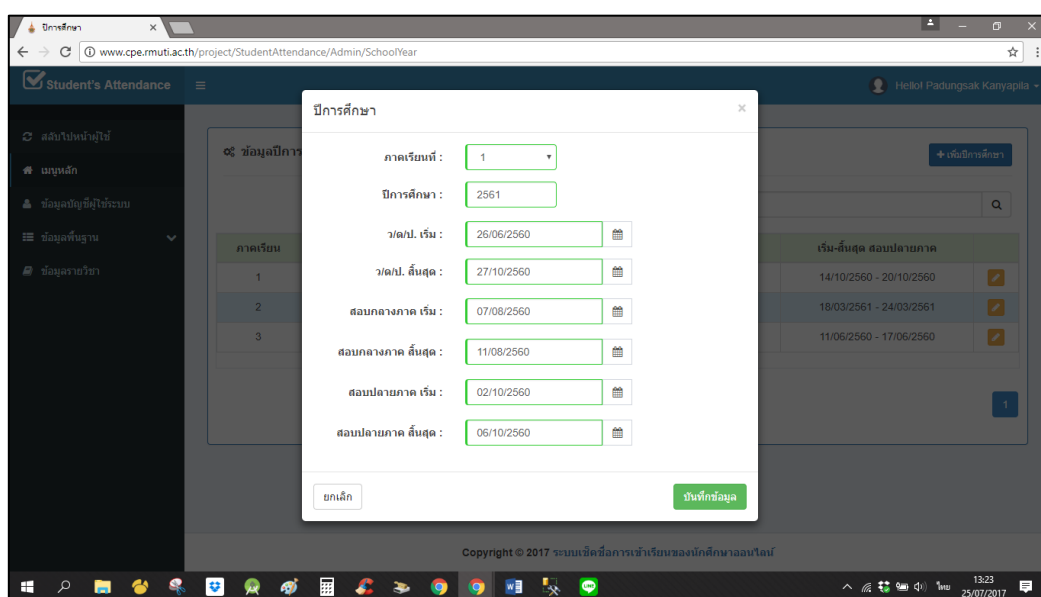 ปีการศึกษา
www.cpe.rmuti.ac.th/project/StudentAttendance/Admin/SchoolYear
Student's Attendance
Hello! Padungsak Kanyapila
สลับไปหน้าผู้ใช้
เมนูหลัก
ข้อมูลบัญชีผู้ใช้ระบบ
ข้อมูลพื้นฐาน
ข้อมูลรายวิชา
ข้อมูลปีการ
+ เพิ่มปีการศึกษา
ภาคเรียน
เริ่ม-สิ้นสุด สอบปลายภาค
1
14/10/2560 - 20/10/2560
2
18/03/2561 - 24/03/2561
3
11/06/2560 - 17/06/2560
1
ปีการศึกษา
×
ภาคเรียนที่ : 1
ปีการศึกษา : 2561
ว/ด/ป. เริ่ม : 26/06/2560
ว/ด/ป. สิ้นสุด : 27/10/2560
สอบกลางภาค เริ่ม : 07/08/2560
สอบกลางภาค สิ้นสุด : 11/08/2560
สอบปลายภาค เริ่ม : 02/10/2560
สอบปลายภาค สิ้นสุด : 06/10/2560
ยกเลิก
บันทึกข้อมูล
Copyright © 2017 ระบบเช็คชื่อการเข้าเรียนของนักศึกษาออนไลน์
ไทย
13:23
25/07/2017